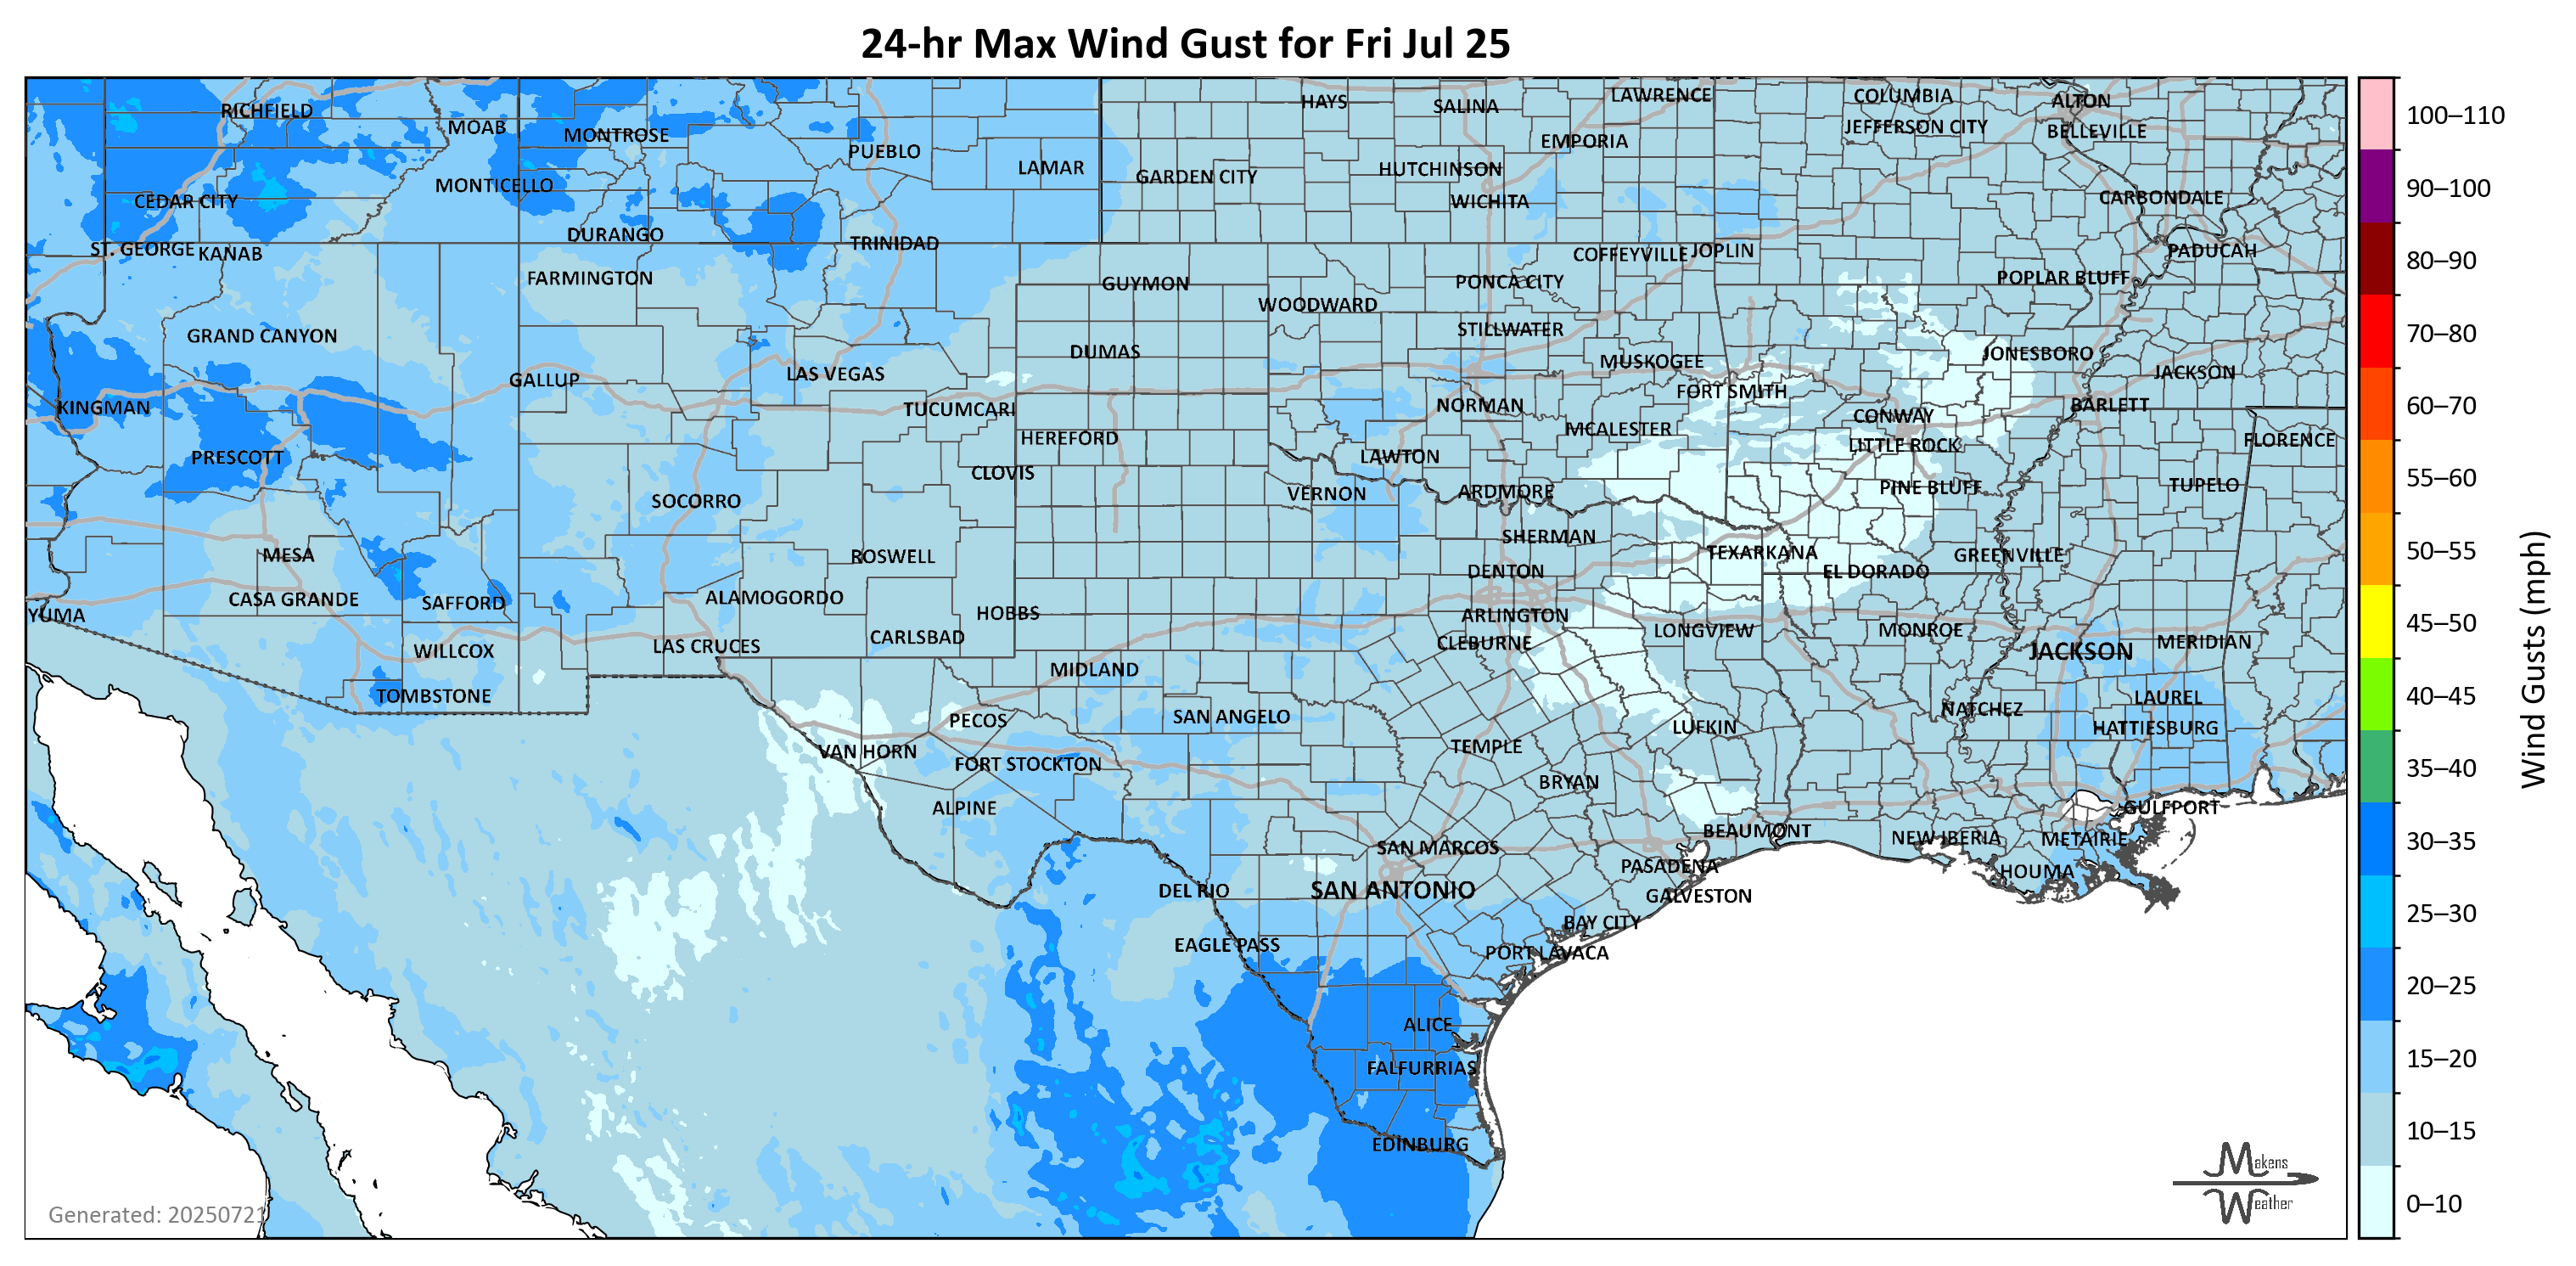 24-hr Max Wind Gust for Fri Jul 25
RICHFIELD
MOAB
MONTROSE
PUEBLO
LAMAR
HAYS
SALINA
LAWRENCE
COLUMBIA
ALTON
JEFFERSON CITY
BELLEVILLE
EMPORIA
HUTCHINSON
GARDEN CITY
WICHITA
MONTICELLO
CEDAR CITY
CARBONDALE
DURANGO
TRINIDAD
ST. GEORGE
KANAB
COFFEYVILLE
JOPLIN
PADUCAH
FARMINGTON
GUYMON
PONCA CITY
POPLAR BLUFF
WOODWARD
GRAND CANYON
STILLWATER
DUMAS
MUSKOGEE
JONESBORO
GALLUP
LAS VEGAS
FORT SMITH
JACKSON
KINGMAN
TUCUMCARI
NORMAN
CONWAY
BARLETT
HEREFORD
MCALESTER
LITTLE ROCK
FLORENCE
PRESCOTT
CLOVIS
LAWTON
SOCORRO
VERNON
ARDMORE
PINE BLUFF
TUPELO
SHERMAN
MESA
ROSWELL
TEXARKANA
GREENVILLE
DENTON
EL DORADO
CASA GRANDE
SAFFORD
ALAMOGORDO
HOBBS
YUMA
ARLINGTON
LONGVIEW
MONROE
WILLCOX
LAS CRUCES
CARLSBAD
CLEBURNE
JACKSON
MERIDIAN
MIDLAND
TOMBSTONE
LAUREL
PECOS
SAN ANGELO
LUFKIN
NATCHEZ
HATTIESBURG
VAN HORN
FORT STOCKTON
TEMPLE
BRYAN
ALPINE
GULFPORT
BEAUMONT
NEW IBERIA
METAIRIE
SAN MARCOS
PASADENA
HOUMA
DEL RIO
SAN ANTONIO
GALVESTON
BAY CITY
EAGLE PASS
PORT LAVACA
ALICE
FALFURRIAS
EDINBURG
Generated: 20250721
Makens
Weather
100–110
90–100
80–90
70–80
60–70
55–60
50–55
45–50
40–45
35–40
30–35
25–30
20–25
15–20
10–15
0–10
Wind Gusts (mph)